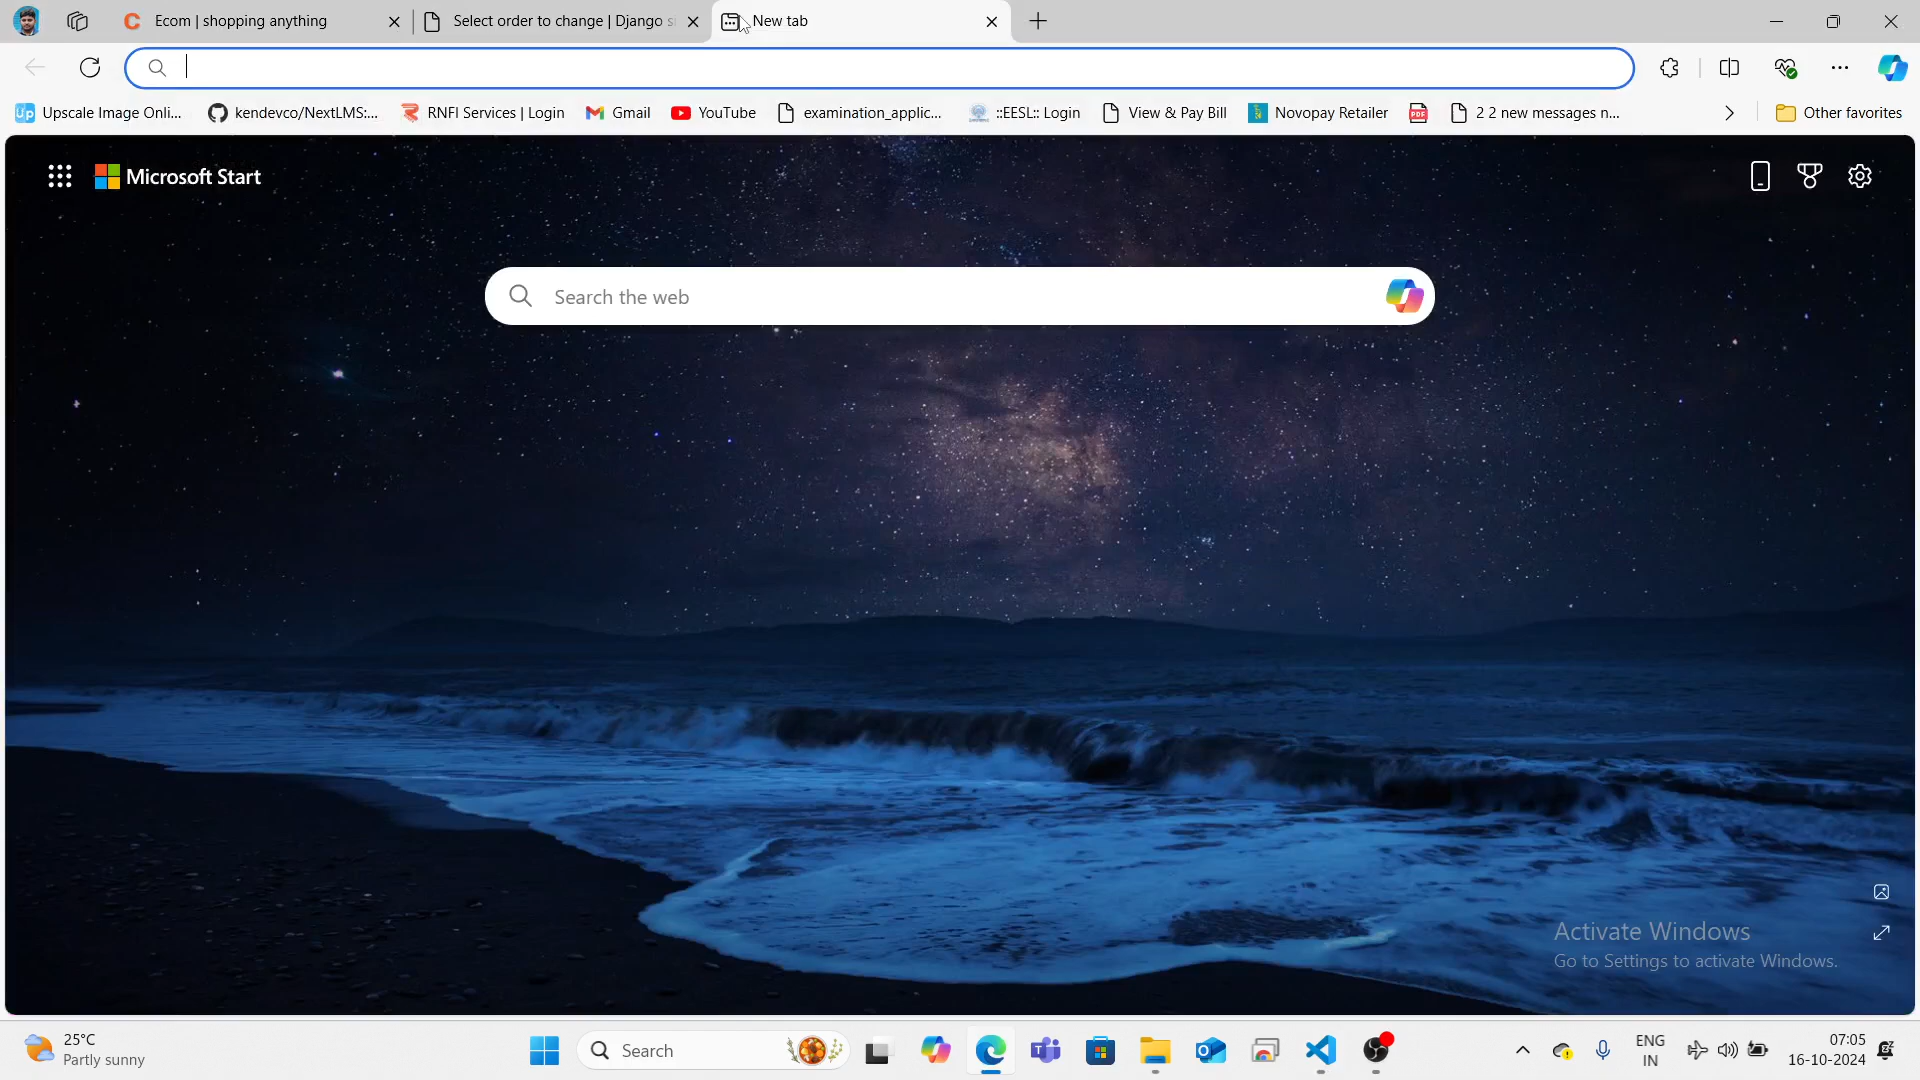 Ecom | shopping anything
Select order to change | Django s
New tab
Upscale Image Onli...
kendevco/NextLMS:...
RNFI Services | Login
Gmail
YouTube
examination_applic...
::EESL:: Login
View & Pay Bill
Novopay Retailer
PDF
2 2 new messages n...
Other favorites
Microsoft Start
Search the web
Activate Windows
Go to Settings to activate Windows.
25°C
Partly sunny
Search
ENG
IN
07:05
16-10-2024